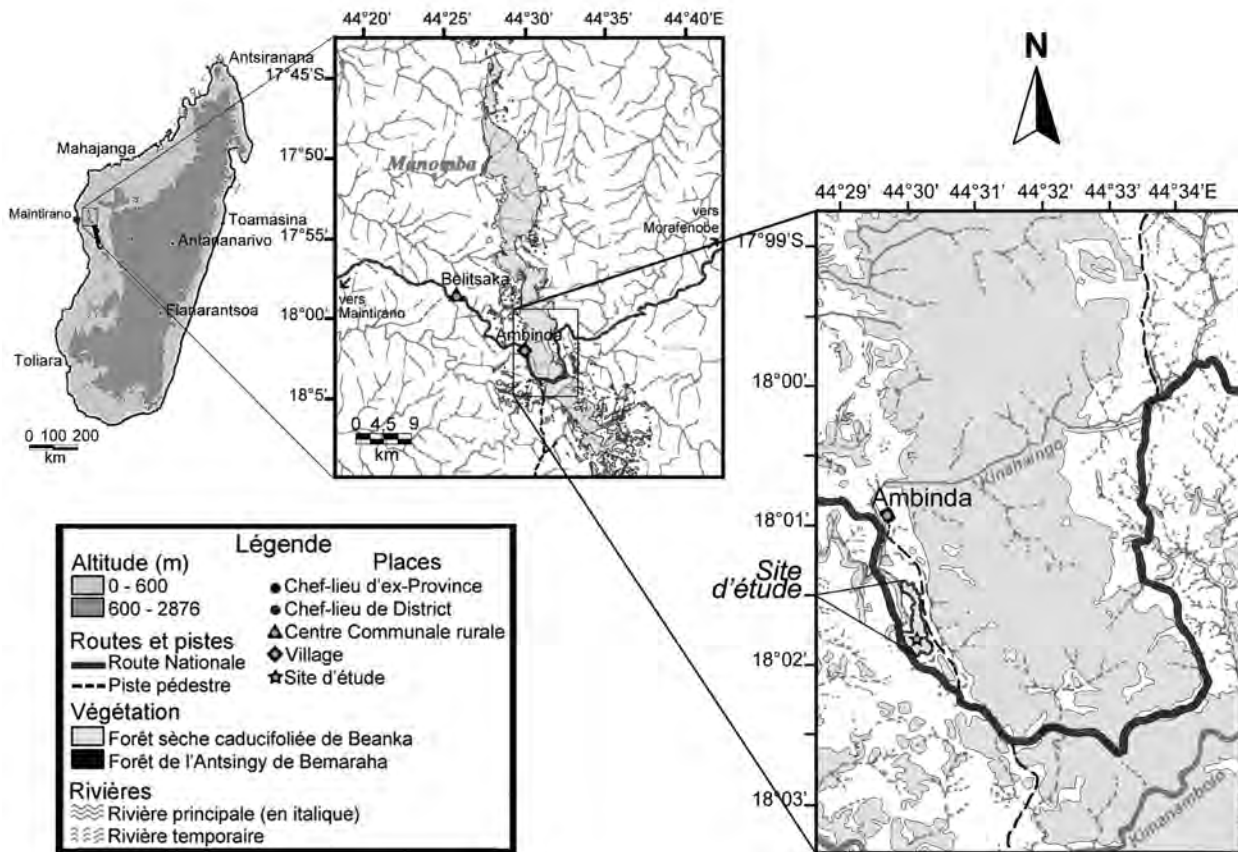 Antsiranana
Mahajanga
Maintirano
Toamasina
Antananarivo
Fianarantsoa
Toliara
0 100 200
km
44°20' 44°25' 44°30' 44°35' 44°40'E
17°45'S
17°50'
17°55'
18°00'
18°5'
Manomba
vers
Morafenobe
Belitsaka
vers
Maintirano
Ambinda
0 4,5 9
km
N
44°29' 44°30' 44°31' 44°32' 44°33' 44°34'E
17°99'S
18°00'
18°01'
18°02'
18°03'
Kinahaingo
Ambinda
Site
d'étude
Kimanambolo
Légende
Altitude (m)
0 - 600
600 - 2876
Routes et pistes
Route Nationale
Piste pédestre
Végétation
Forêt sèche caducifoliée de Beanka
Forêt de l'Antsingy de Bemaraha
Rivières
Rivière principale (en italique)
Rivière temporaire
Places
Chef-lieu d'ex-Province
Chef-lieu de District
Centre Communale rurale
Village
Site d'étude